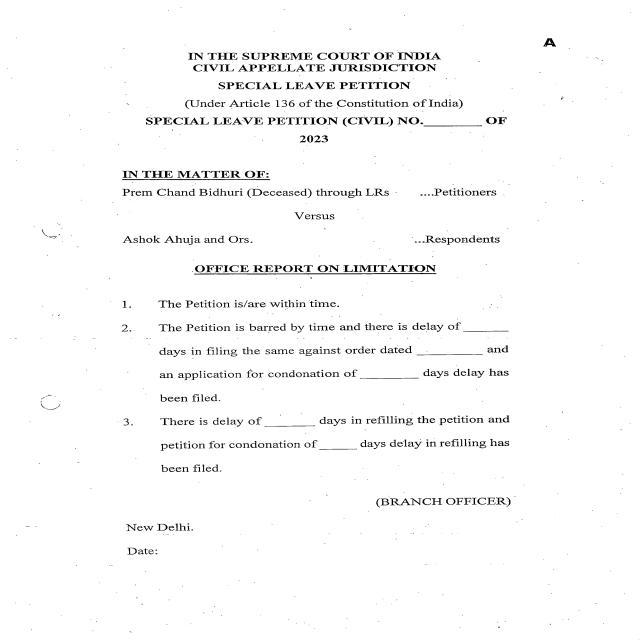 A
IN THE SUPREME COURT OF INDIA
CIVIL APPELLATE JURISDICTION
SPECIAL LEAVE PETITION
(Under Article 136 of the Constitution of India)
SPECIAL LEAVE PETITION (CIVIL) NO.________ OF
2023
IN THE MATTER OF:
Prem Chand Bidhuri (Deceased) through LRs ....Petitioners
Versus
Ashok Ahuja and Ors. ...Respondents
OFFICE REPORT ON LIMITATION
1. The Petition is/are within time.
2. The Petition is barred by time and there is delay of ______
days in filing the same against order dated _________ and
an application for condonation of ________ days delay has
been filed.
3. There is delay of _______ days in refilling the petition and
petition for condonation of _____ days delay in refilling has
been filed.
(BRANCH OFFICER)
New Delhi.
Date: